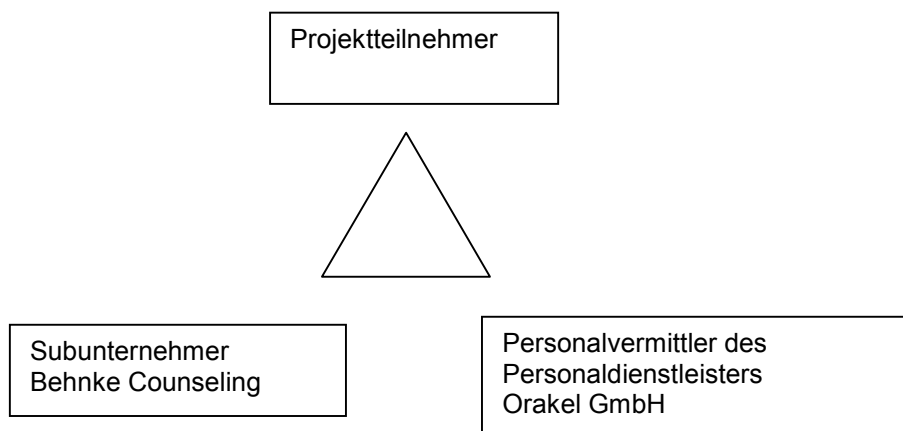 Projektteilnehmer
Subunternehmer
Behnke Counseling
Personalvermittler des
Personaldienstleisters
Orakel GmbH